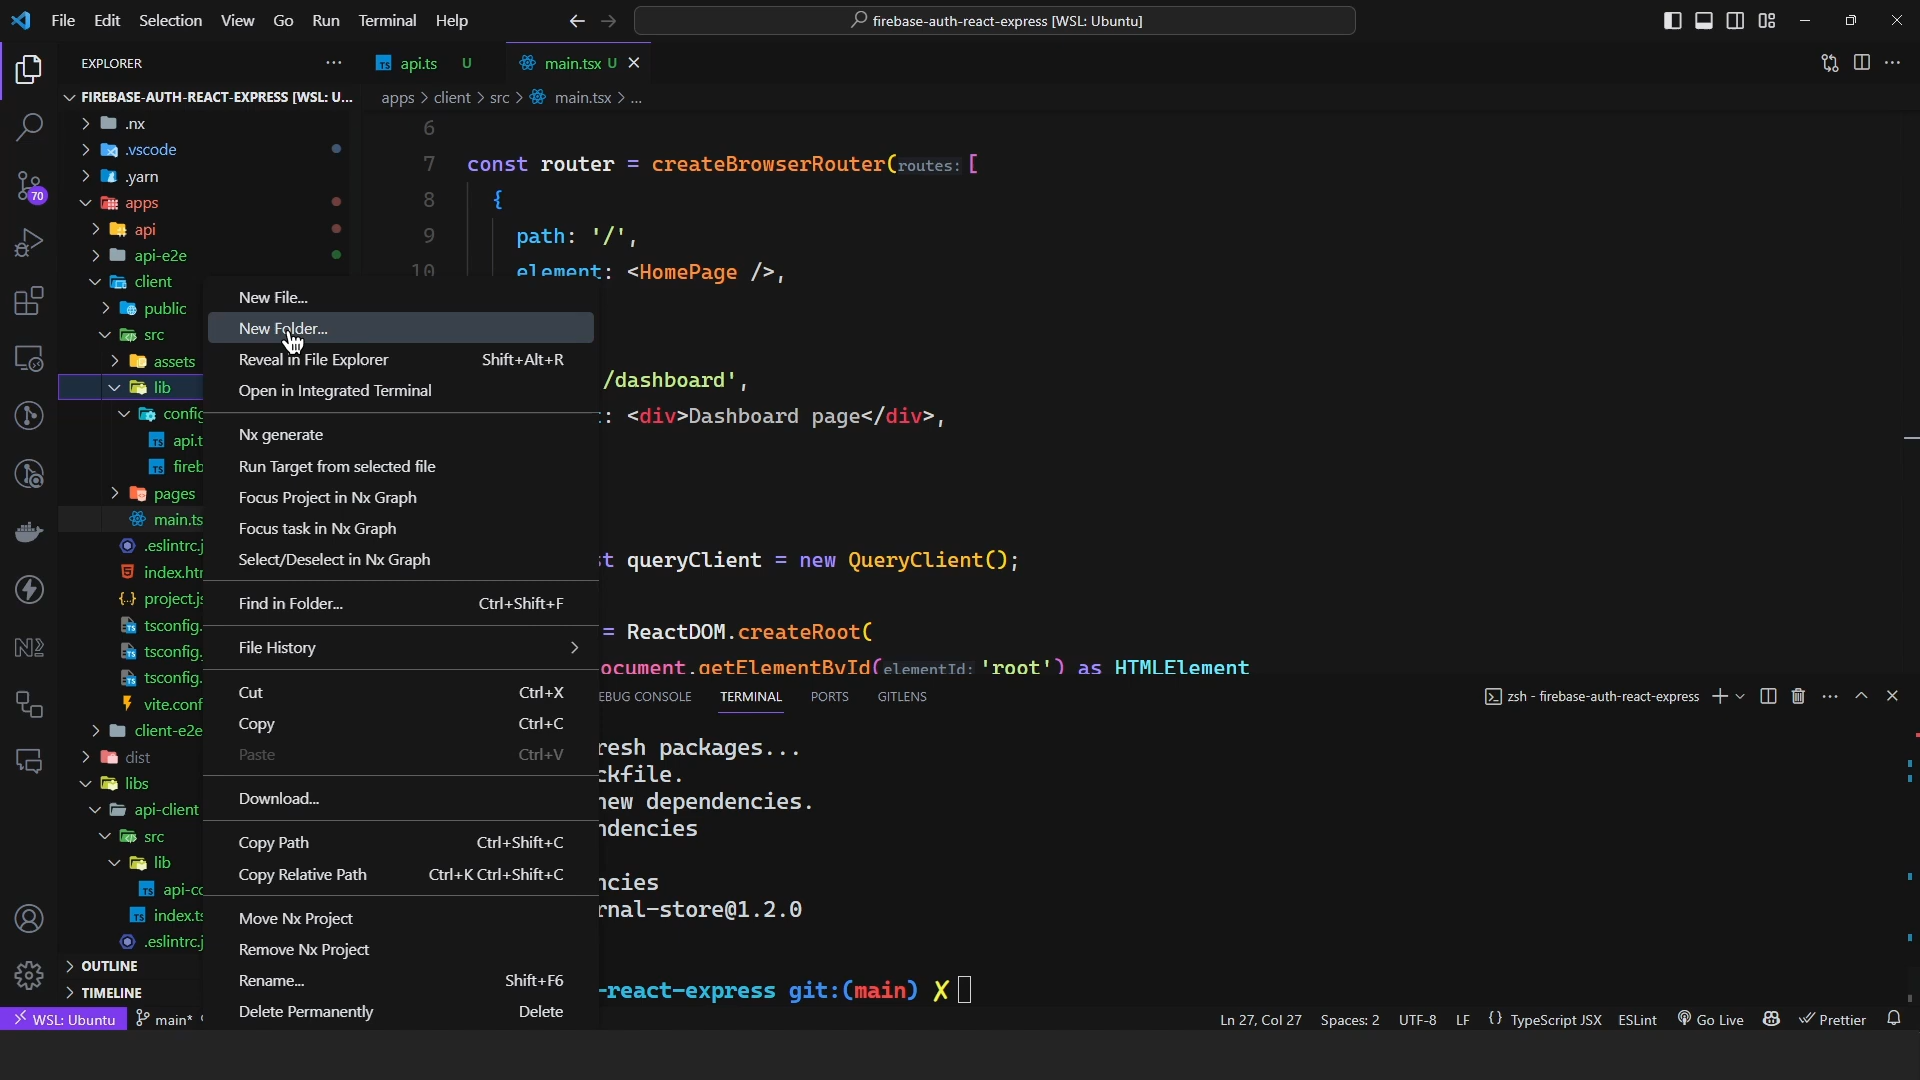 File Edit Selection View Go Run Terminal Help
firebase-auth-react-express [WSL: Ubuntu]
EXPLORER
FIREBASE-AUTH-REACT-EXPRESS [WSL: U...
.nx
.vscode
.yarn
apps
api
api-e2e
client
public
src
assets
lib
config
api.t
fireb
pages
main.ts
.eslintrc.j
index.htr
project.js
tsconfig.
tsconfig.
tsconfig.
vite.conf
client-e2e
dist
libs
api-client
src
lib
api-co
index.ts
.eslintrc.j
OUTLINE
TIMELINE
70
New File...
New Folder...
Reveal in File Explorer Shift+Alt+R
Open in Integrated Terminal
Nx generate
Run Target from selected file
Focus Project in Nx Graph
Focus task in Nx Graph
Select/Deselect in Nx Graph
Find in Folder... Ctrl+Shift+F
File History
Cut Ctrl+X
Copy Ctrl+C
Paste Ctrl+V
Download...
Copy Path Ctrl+Shift+C
Copy Relative Path Ctrl+K Ctrl+Shift+C
Move Nx Project
Remove Nx Project
Rename... Shift+F6
Delete Permanently Delete
api.ts U
main.tsx U
apps > client > src > main.tsx > ...
6
7 const router = createBrowserRouter(routes: [
8 {
9 path: '/',
10 element: <HomePage />,
/dashboard',
: <div>Dashboard page</div>,
t queryClient = new QueryClient();
= ReactDOM.createRoot(
ocument.getElementById(elementId: 'root') as HTMLElement
EBUG CONSOLE TERMINAL PORTS GITLENS
zsh - firebase-auth-react-express
resh packages...
ckfile.
new dependencies.
ndencies
ncies
rnal-store@1.2.0
-react-express git:(main) ✗
WSL: Ubuntu main*
Ln 27, Col 27 Spaces: 2 UTF-8 LF {} TypeScript JSX ESLint Go Live Prettier